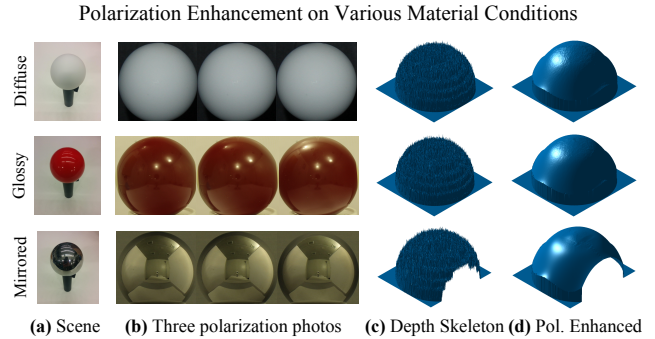 Polarization Enhancement on Various Material Conditions
Diffuse
Glossy
Mirrored
(a) Scene (b) Three polarization photos (c) Depth Skeleton (d) Pol. Enhanced